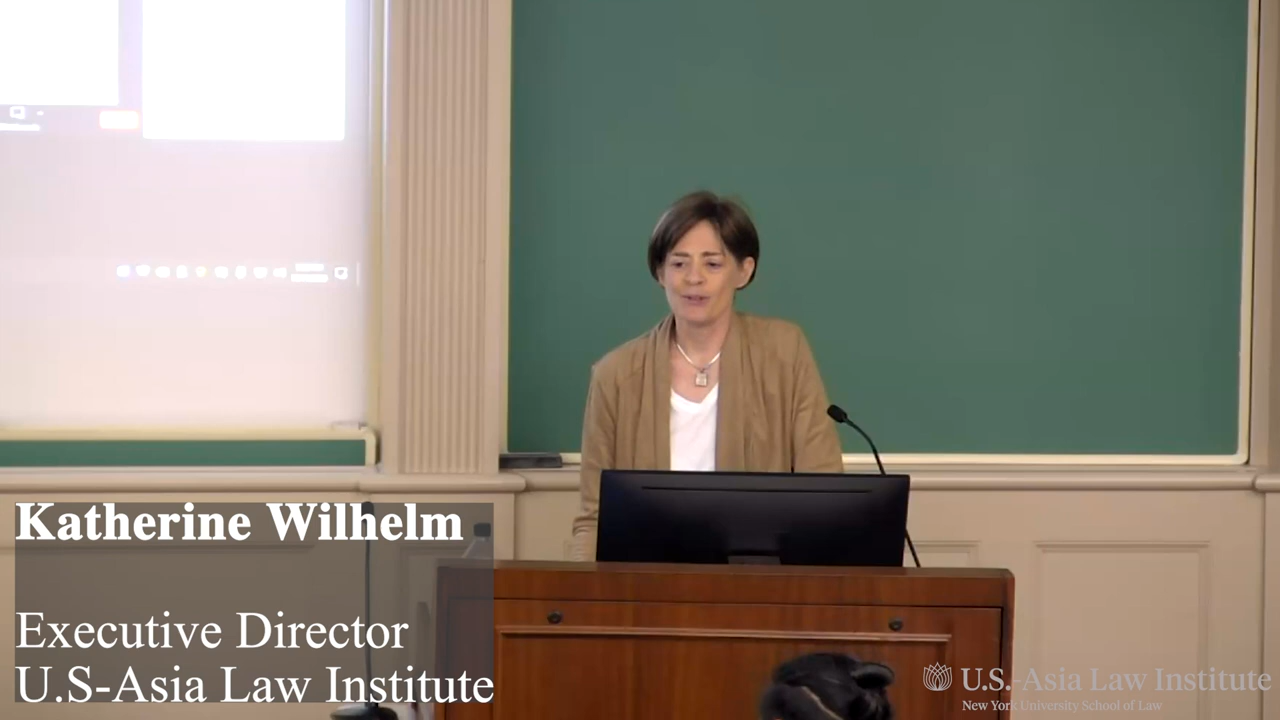 Katherine Wilhelm
Executive Director
U.S-Asia Law Institute
U.S.-Asia Law Institute
New York University School of Law